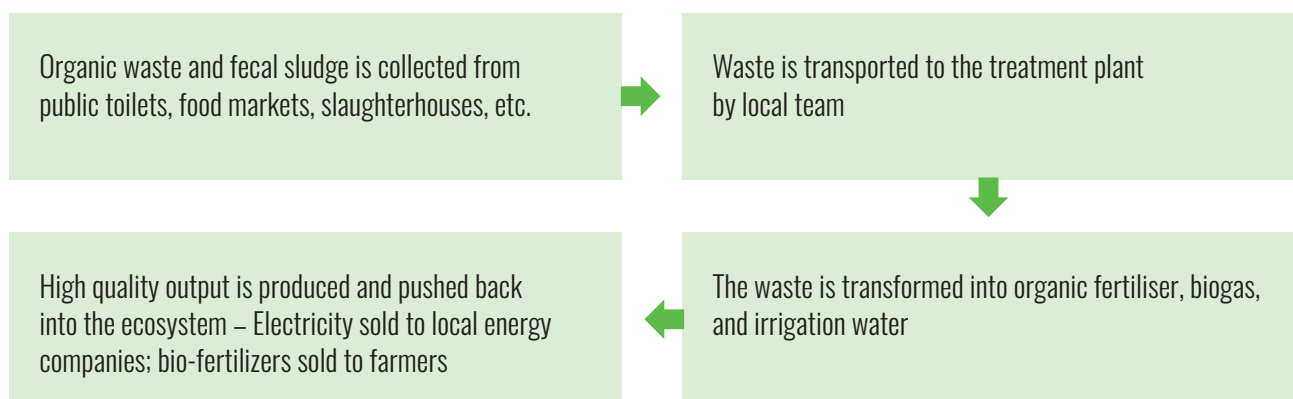 Organic waste and fecal sludge is collected from
public toilets, food markets, slaughterhouses, etc.
Waste is transported to the treatment plant
by local team
The waste is transformed into organic fertiliser, biogas,
and irrigation water
High quality output is produced and pushed back
into the ecosystem – Electricity sold to local energy
companies; bio-fertilizers sold to farmers